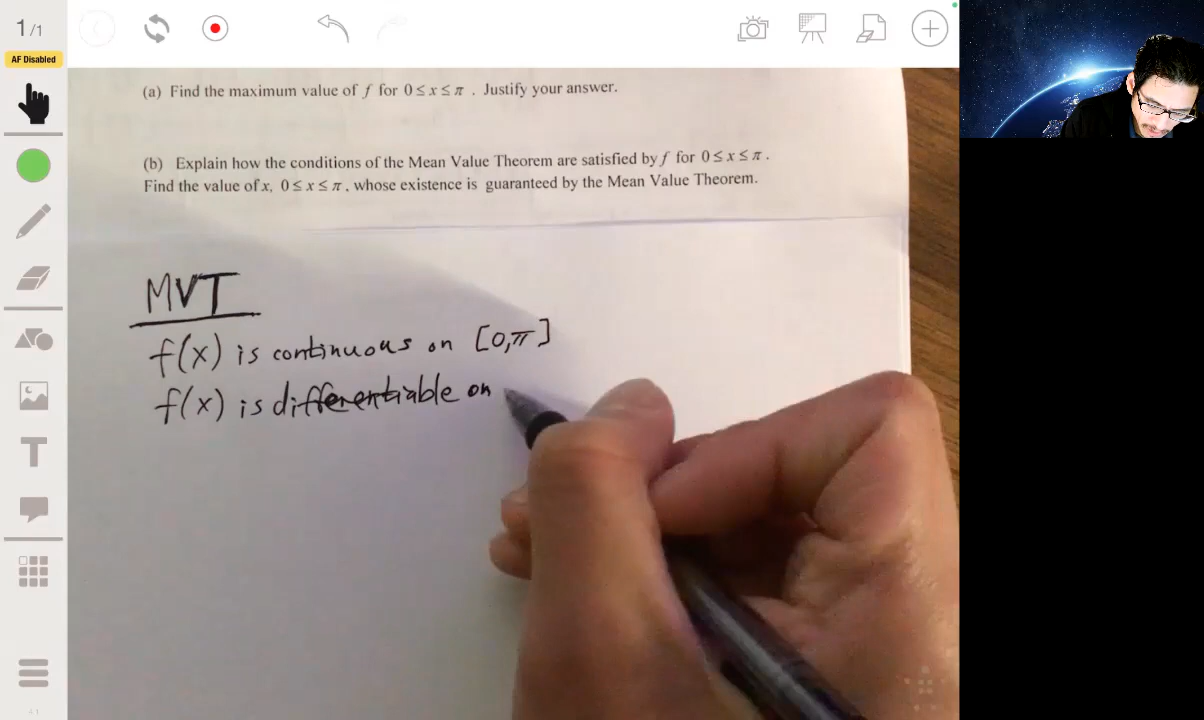 1/1
AF Disabled
(a) Find the maximum value of f for 0 ≤ x ≤ π . Justify your answer.
(b) Explain how the conditions of the Mean Value Theorem are satisfied by f for 0 ≤ x ≤ π .
Find the value of x, 0 ≤ x ≤ π , whose existence is guaranteed by the Mean Value Theorem.
MVT
f(x) is continuous on [0,π]
f(x) is differentiable on
T